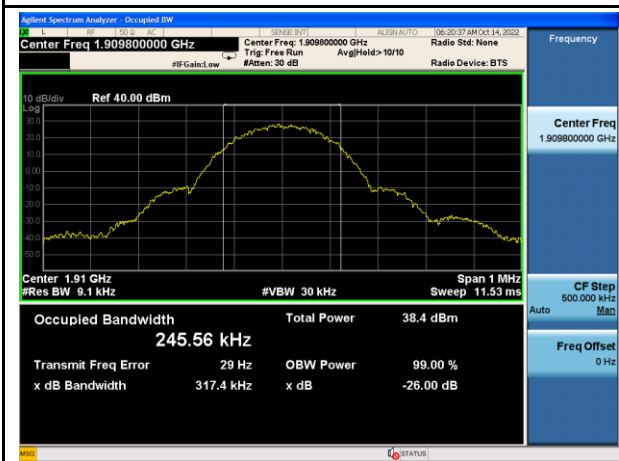 Agilent Spectrum Analyzer - Occupied BW
L RF 50 Ω AC SENSE:INT ALIGN AUTO 06:20:37 AM Oct 14, 2022
Center Freq 1.909800000 GHz Center Freq: 1.909800000 GHz Radio Std: None Frequency
Trig: Free Run Avg|Hold:> 10/10
#IFGain:Low #Atten: 30 dB Radio Device: BTS
10 dB/div Ref 40.00 dBm
Log
30.0
20.0
10.0
0.00
-10.0
-20.0
-30.0
-40.0
-50.0
Center Freq
1.909800000 GHz
Center 1.91 GHz Span 1 MHz
#Res BW 9.1 kHz #VBW 30 kHz Sweep 11.53 ms
CF Step
500.000 kHz
Auto Man
Occupied Bandwidth Total Power 38.4 dBm
245.56 kHz
Freq Offset
0 Hz
Transmit Freq Error 29 Hz OBW Power 99.00 %
x dB Bandwidth 317.4 kHz x dB -26.00 dB
MSG STATUS